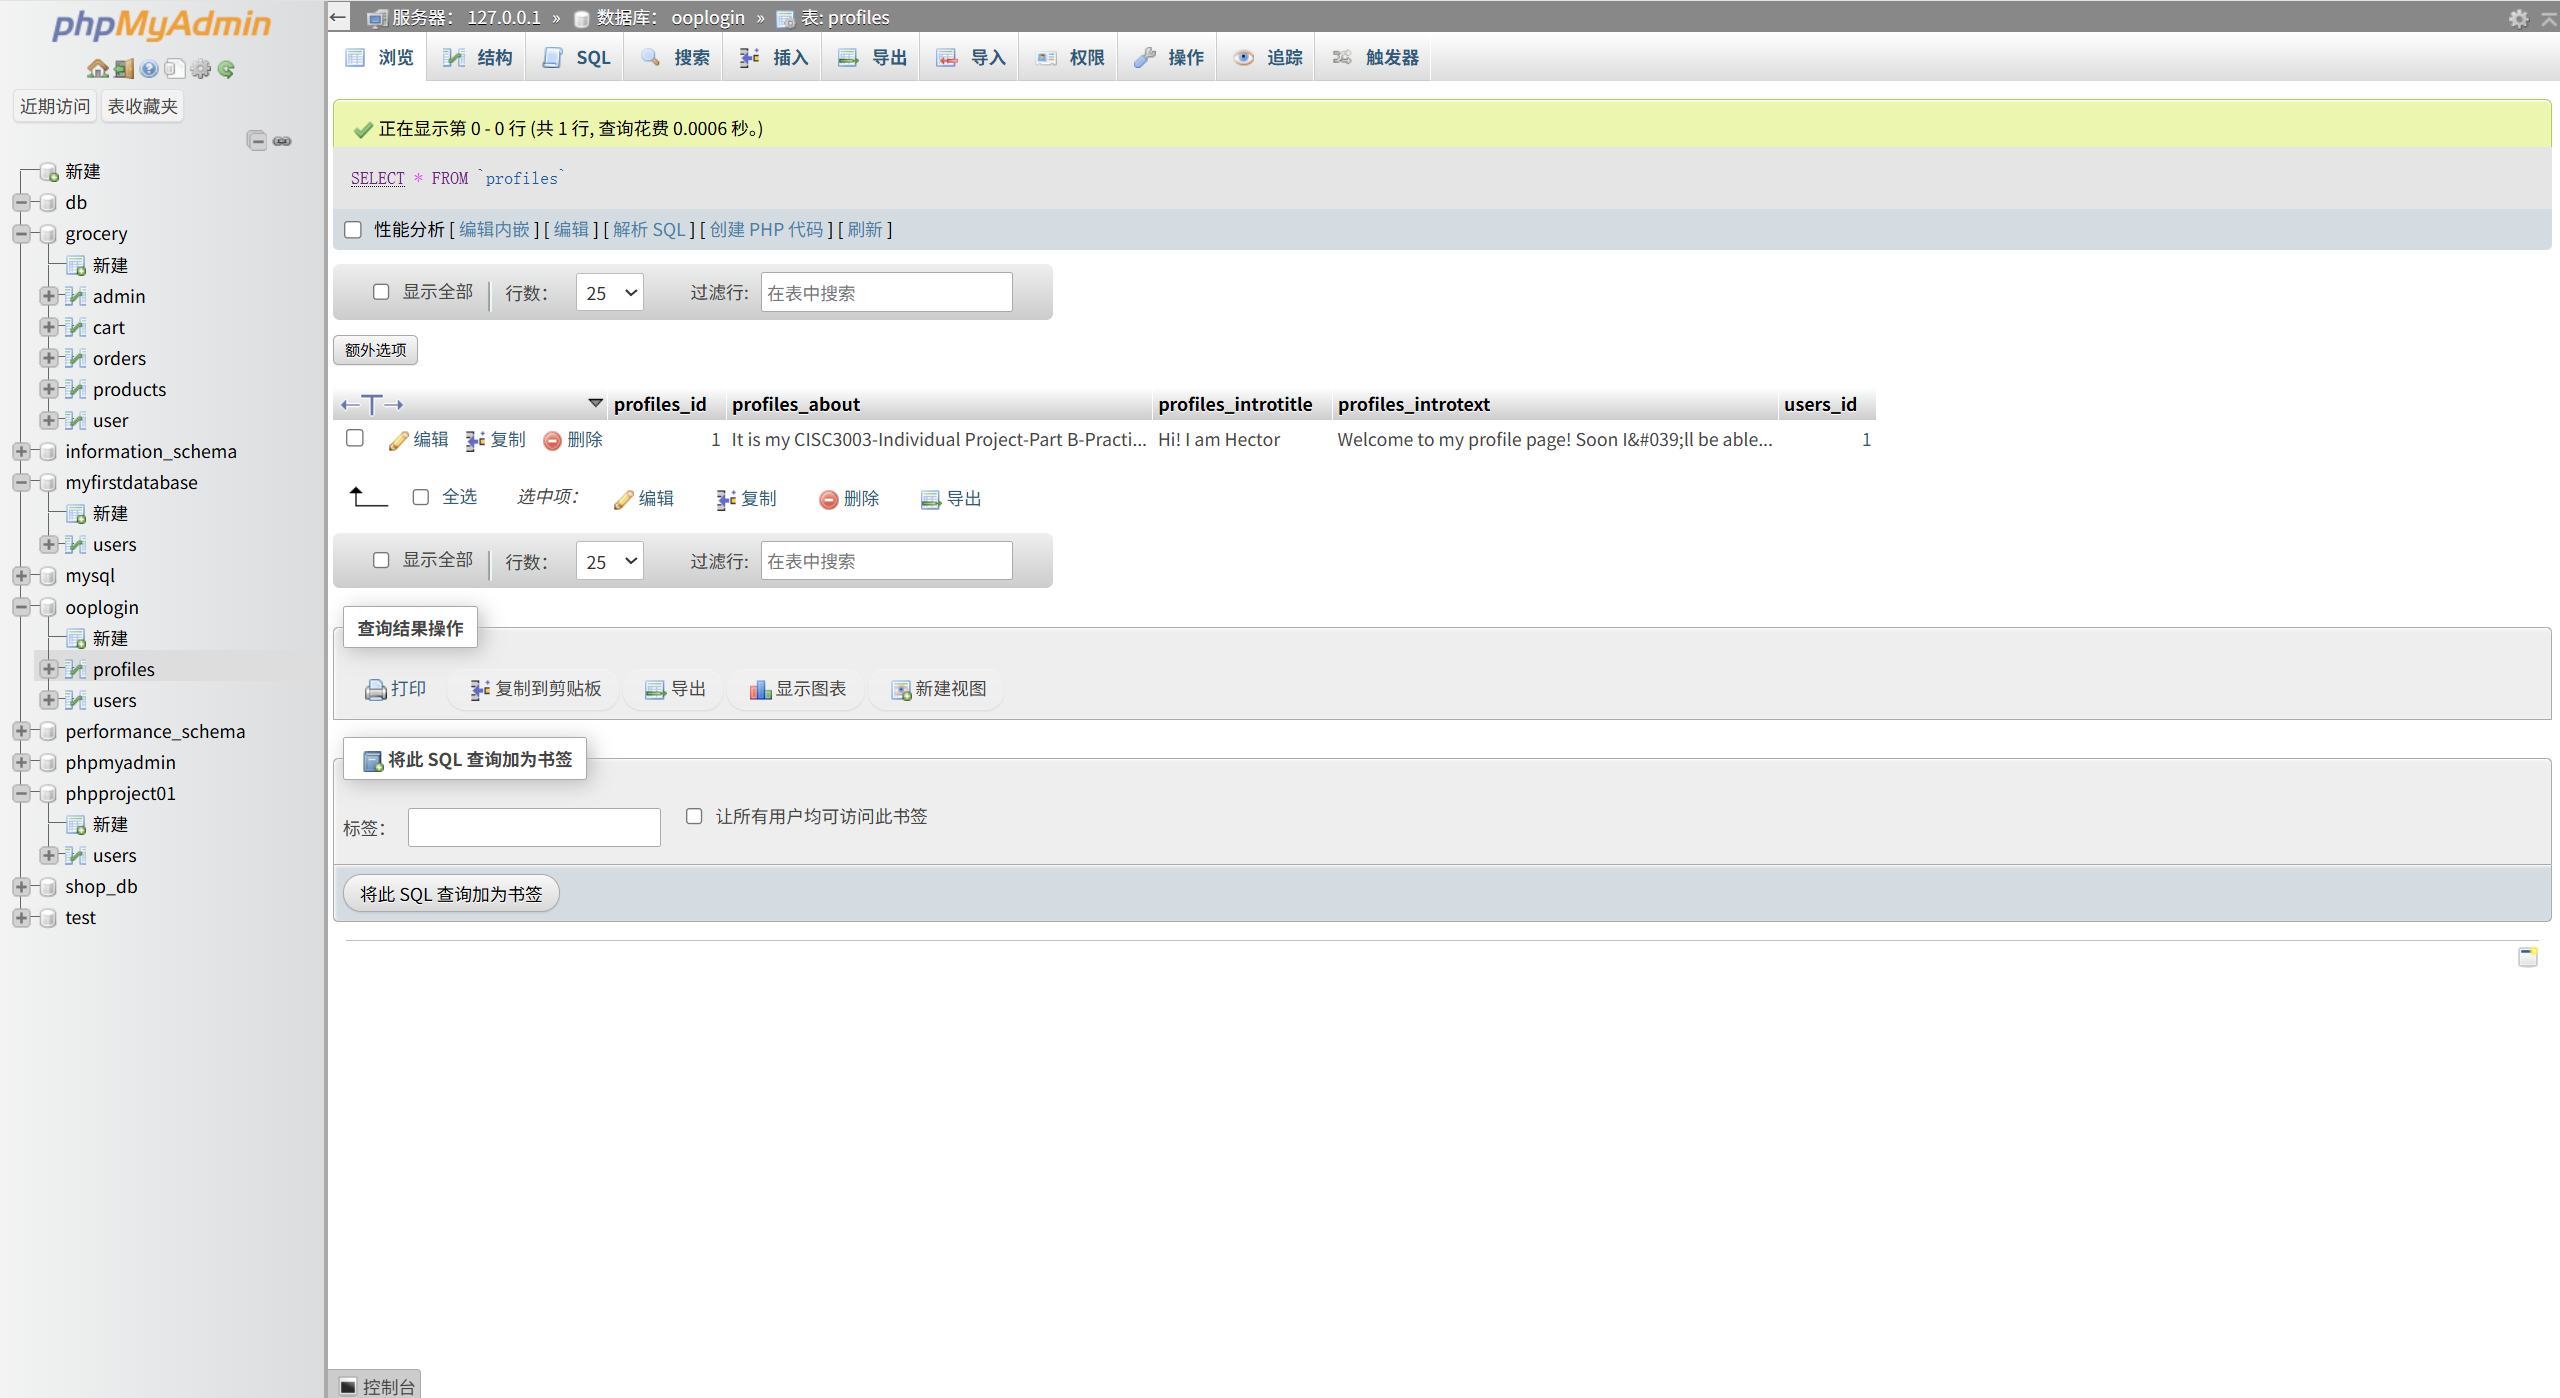 phpMyAdmin
近期访问 表收藏夹
新建
db
grocery
新建
admin
cart
orders
products
user
information_schema
myfirstdatabase
新建
users
mysql
ooplogin
新建
profiles
users
performance_schema
phpmyadmin
phpproject01
新建
users
shop_db
test
服务器： 127.0.0.1 » 数据库： ooplogin » 表: profiles
浏览 结构 SQL 搜索 插入 导出 导入 权限 操作 追踪 触发器
正在显示第 0 - 0 行 (共 1 行, 查询花费 0.0006 秒。)
SELECT * FROM `profiles`
性能分析 [ 编辑内嵌 ] [ 编辑 ] [ 解析 SQL ] [ 创建 PHP 代码 ] [ 刷新 ]
显示全部 行数： 25 过滤行: 在表中搜索
额外选项
←T→ profiles_id profiles_about profiles_introtitle profiles_introtext users_id
编辑 复制 删除 1 It is my CISC3003-Individual Project-Part B-Practi... Hi! I am Hector Welcome to my profile page! Soon I&#039;ll be able... 1
全选 选中项： 编辑 复制 删除 导出
显示全部 行数： 25 过滤行: 在表中搜索
查询结果操作
打印 复制到剪贴板 导出 显示图表 新建视图
将此 SQL 查询加为书签
标签： 让所有用户均可访问此书签
将此 SQL 查询加为书签
控制台